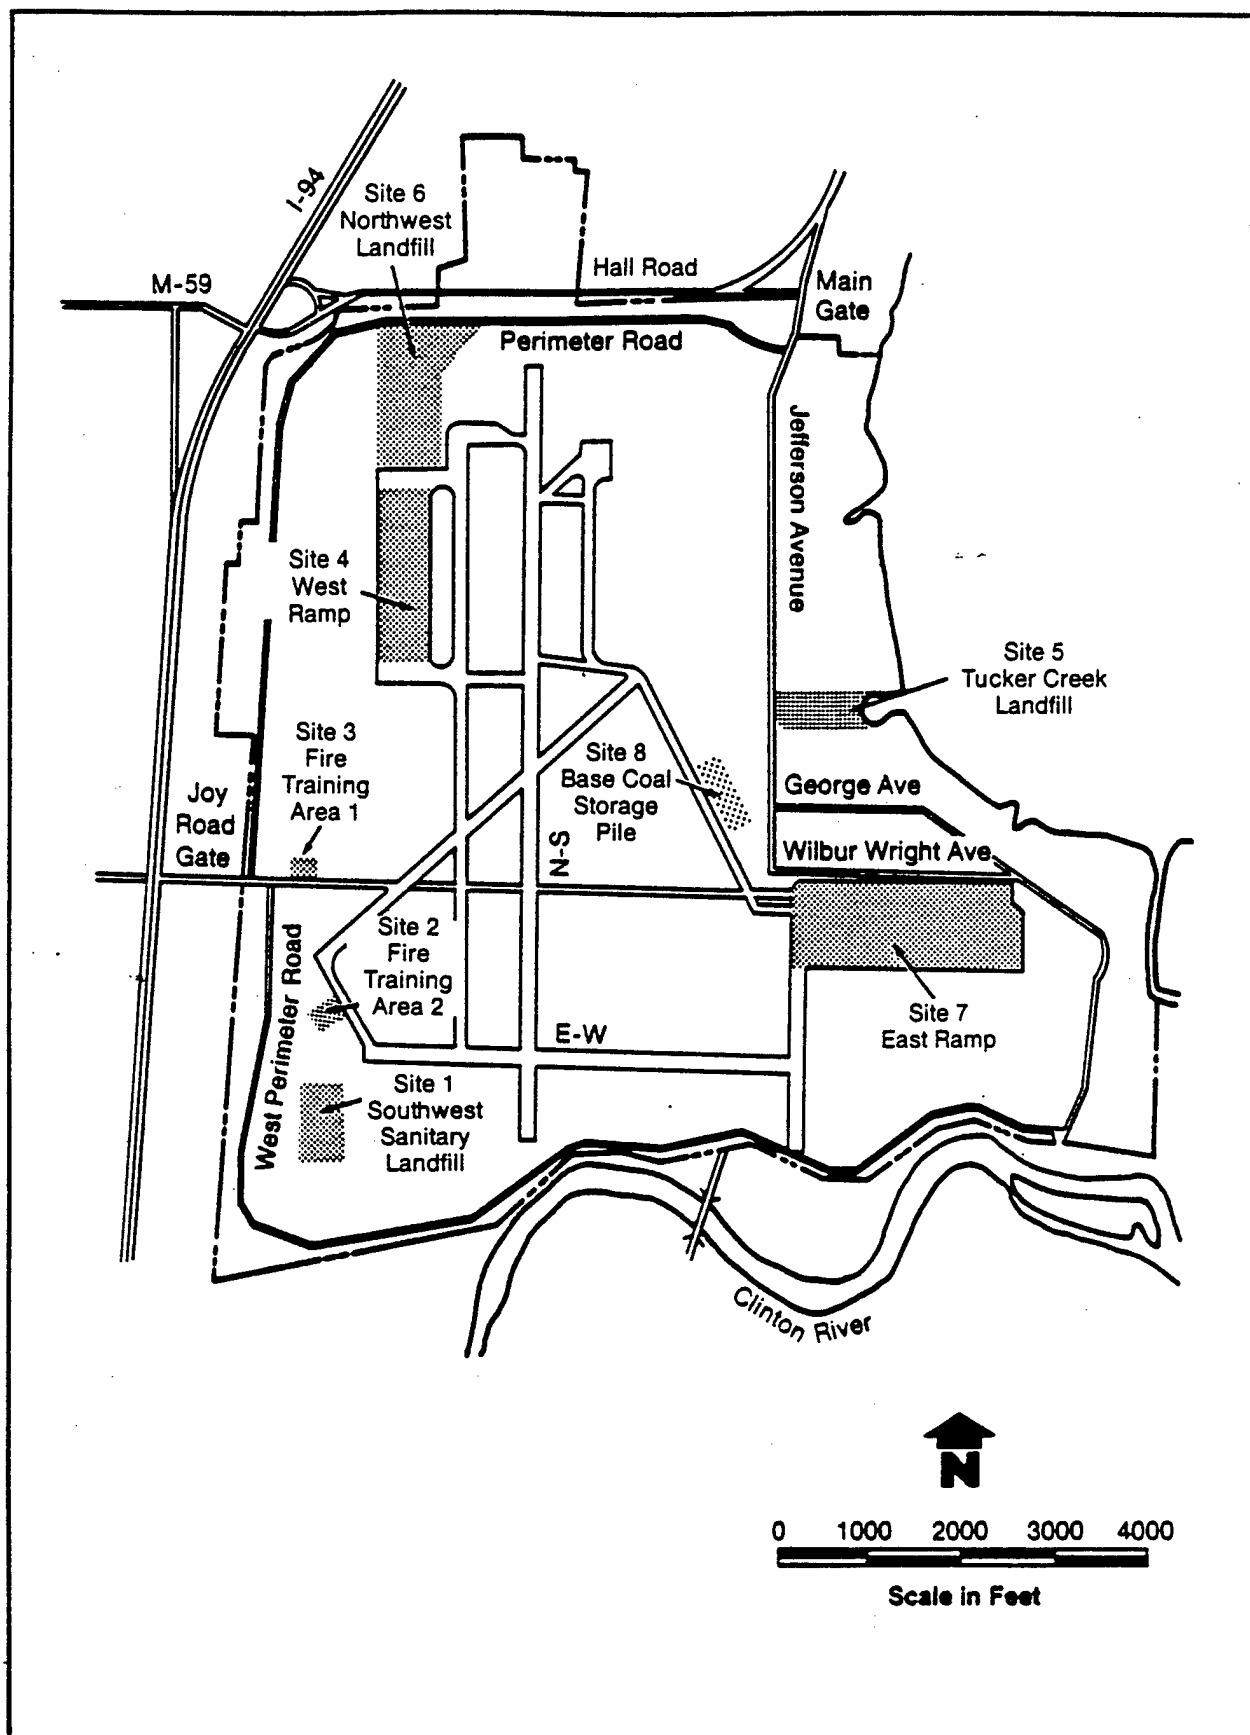 I-94
Site 6
Northwest
Landfill
M-59
Hall Road
Main
Gate
Perimeter Road
Jefferson Avenue
Site 4
West
Ramp
Site 5
Tucker Creek
Landfill
Site 3
Fire
Training
Area 1
Site 8
Base Coal
Storage
Pile
Joy
Road
Gate
George Ave
N-S
Wilbur Wright Ave
Site 2
Fire
Training
Area 2
West Perimeter Road
Site 7
East Ramp
E-W
Site 1
Southwest
Sanitary
Landfill
Clinton River
N
0 1000 2000 3000 4000
Scale in Feet